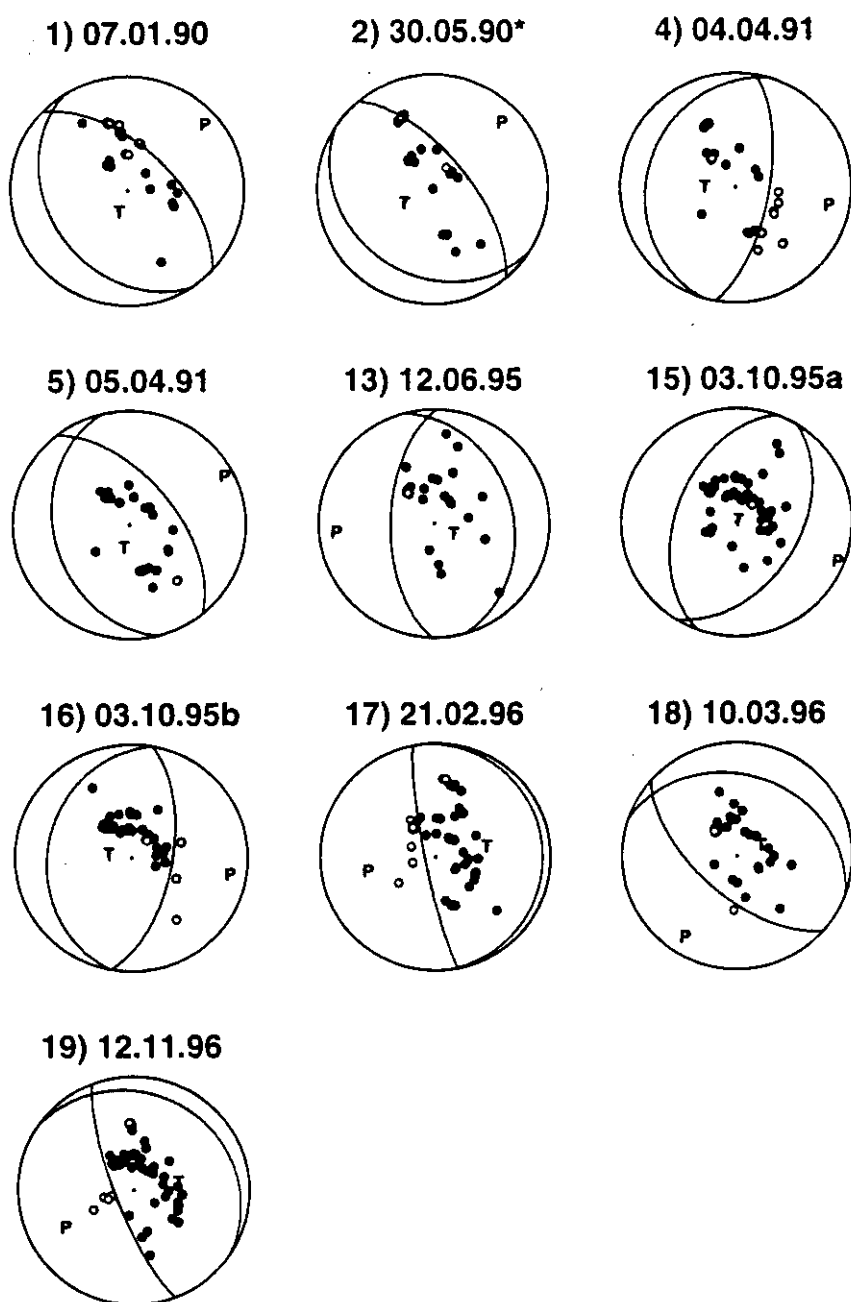 1) 07.01.90
2) 30.05.90*
4) 04.04.91
P
T
P
T
T
P
5) 05.04.91
13) 12.06.95
15) 03.10.95a
P
T
P
T
T
P
16) 03.10.95b
17) 21.02.96
18) 10.03.96
T
P
P
T
P
T
19) 12.11.96
P
T